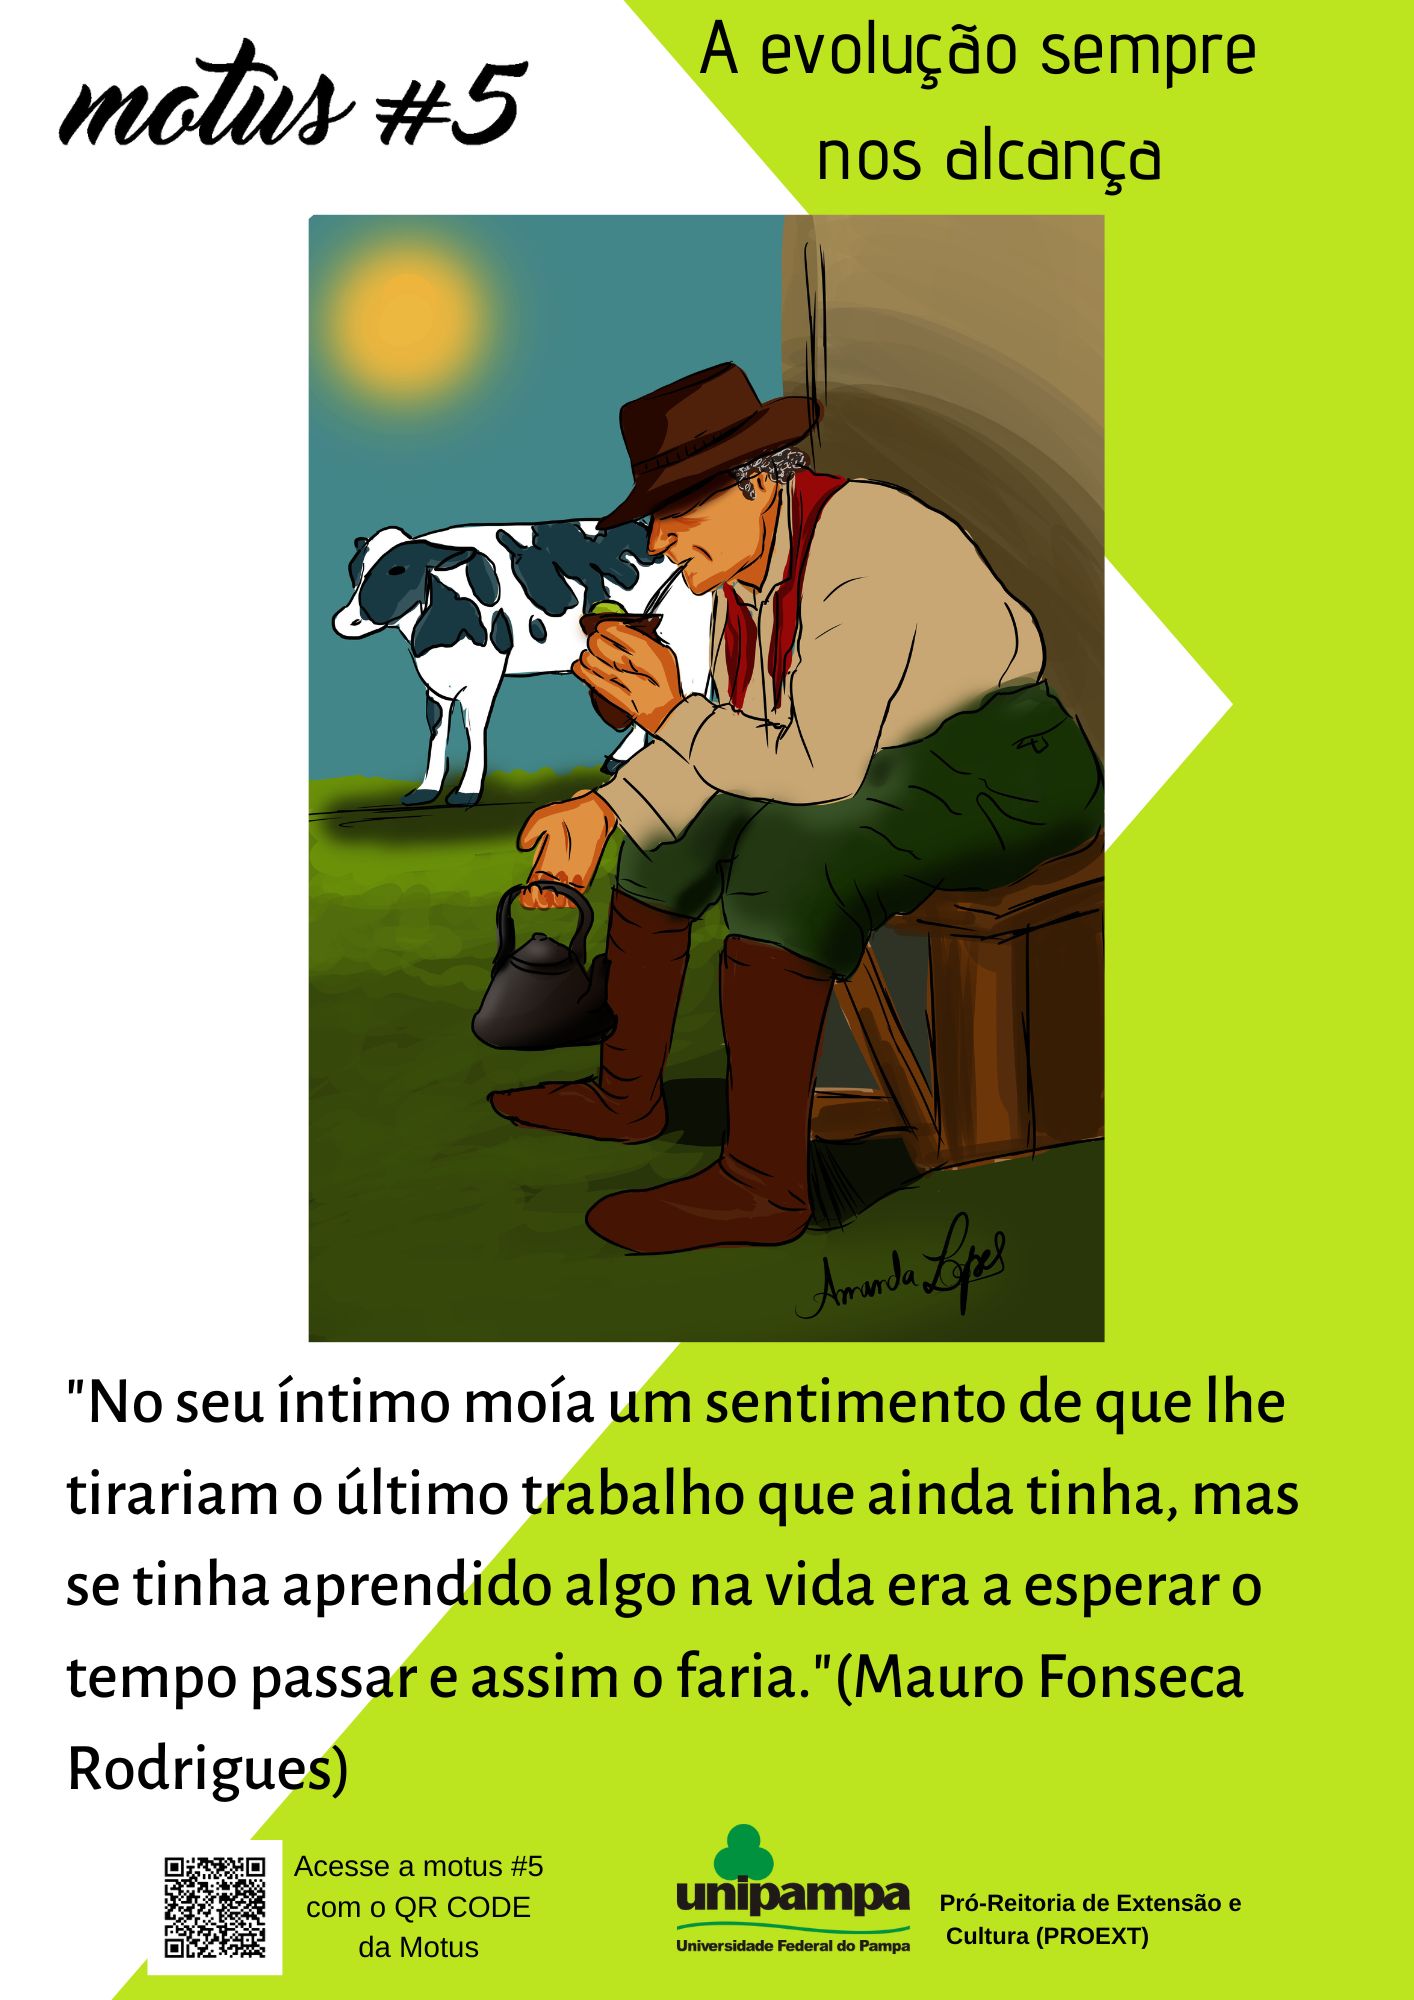 motus #5
A evolução sempre
nos alcança
Amanda Lopes
"No seu íntimo moía um sentimento de que lhe
tirariam o último trabalho que ainda tinha, mas
se tinha aprendido algo na vida era a esperar o
tempo passar e assim o faria."(Mauro Fonseca
Rodrigues)
Acesse a motus #5
com o QR CODE
da Motus
unipampa
Universidade Federal do Pampa
Pró-Reitoria de Extensão e
Cultura (PROEXT)